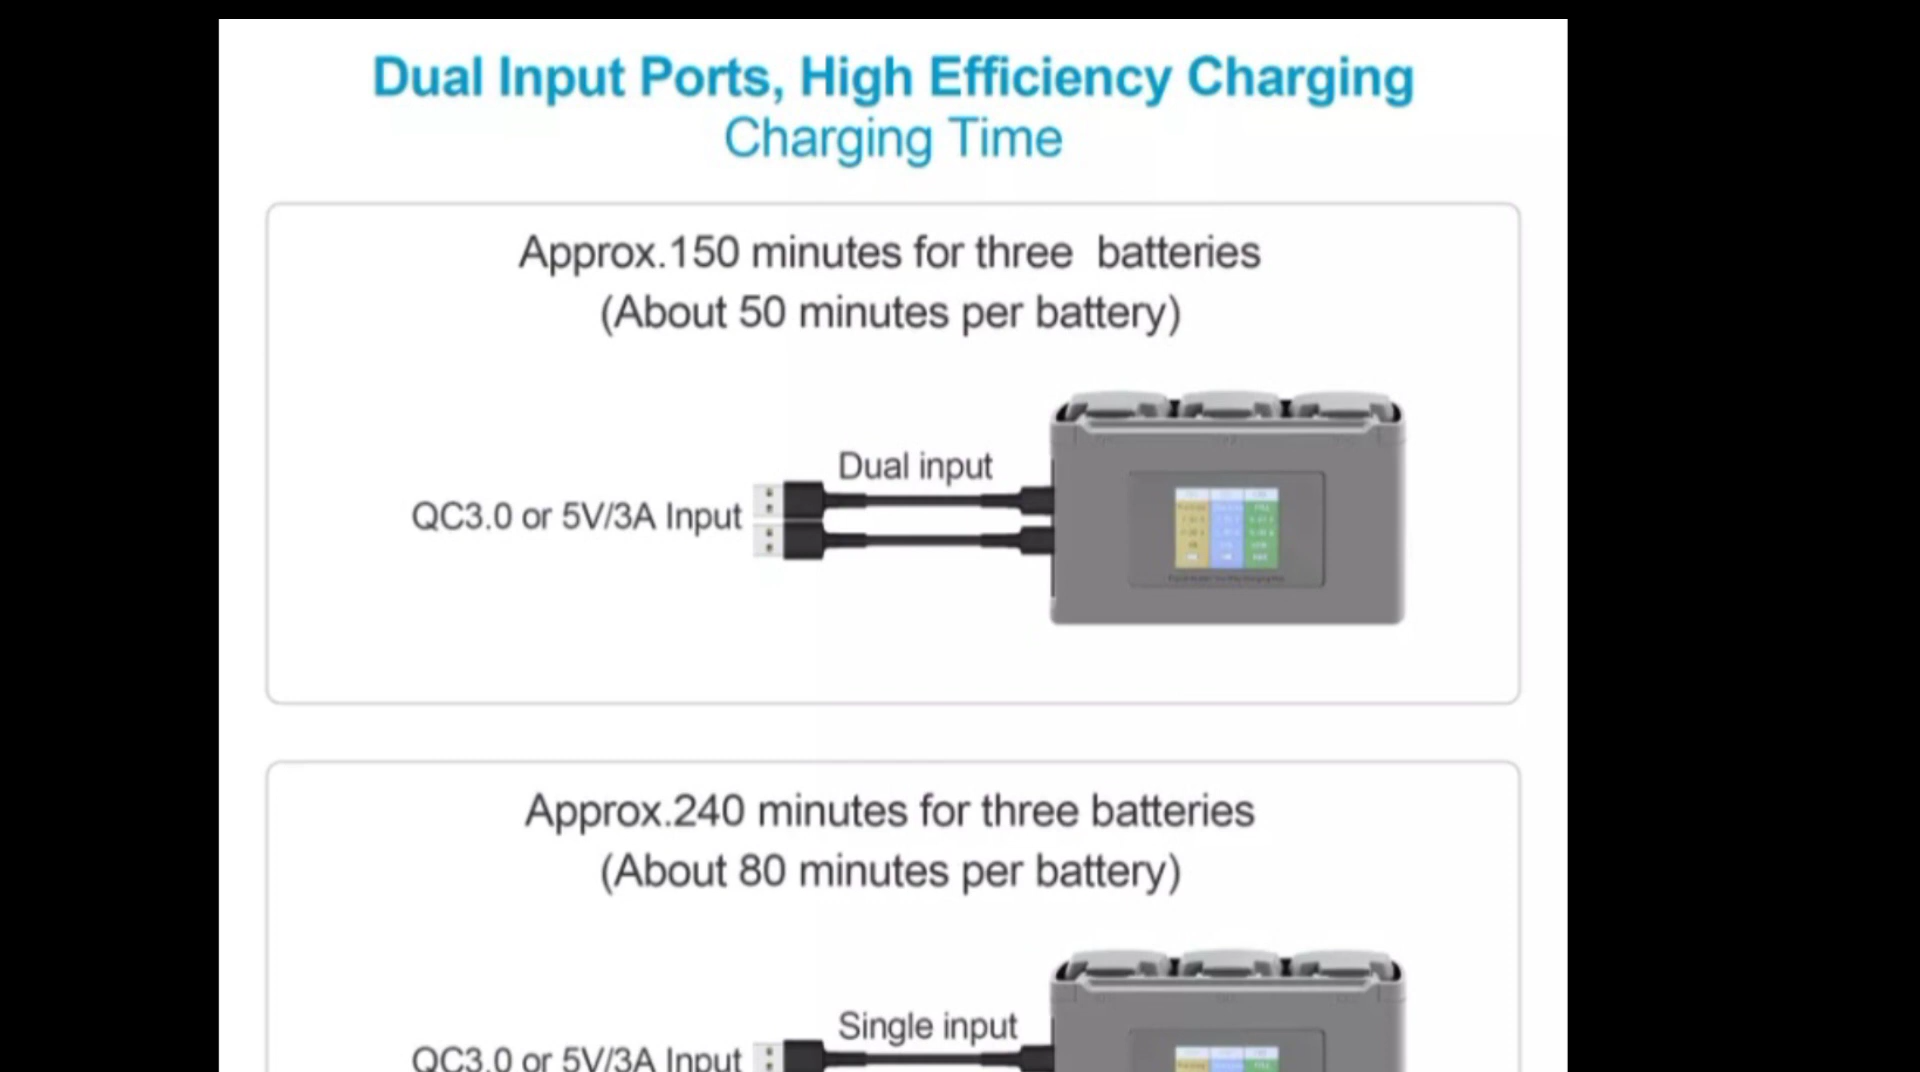 Dual Input Ports, High Efficiency Charging
Charging Time
Approx.150 minutes for three batteries
(About 50 minutes per battery)
Dual input
QC3.0 or 5V/3A Input
Approx.240 minutes for three batteries
(About 80 minutes per battery)
Single input
QC3.0 or 5V/3A Input